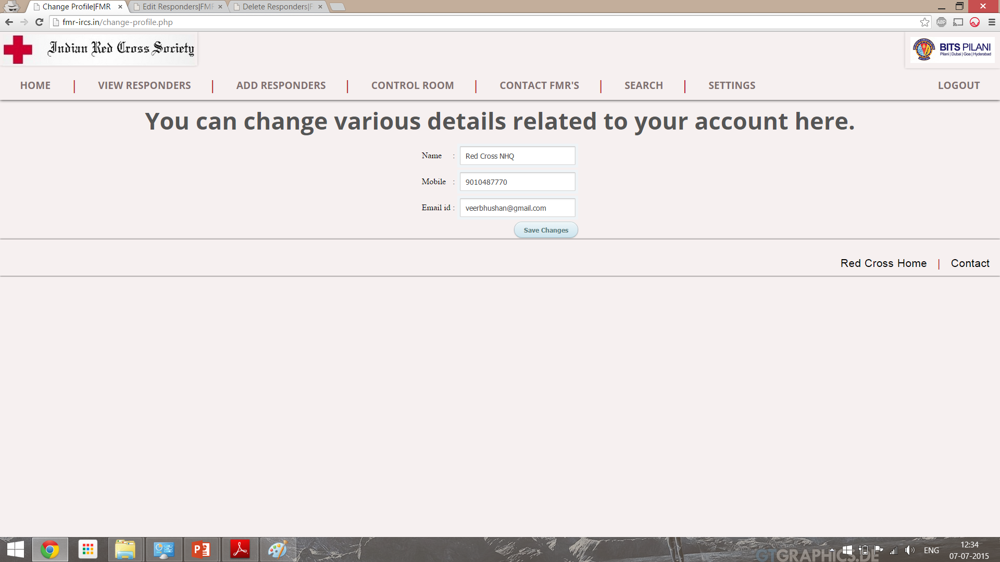 Change Profile|FMR
Edit Responders|FMR
Delete Responders|F
fmr-ircs.in/change-profile.php
ABP
Indian Red Cross Society
BITS PILANI
Pilani | Dubai | Goa | Hyderabad
HOME | VIEW RESPONDERS | ADD RESPONDERS | CONTROL ROOM | CONTACT FMR'S | SEARCH | SETTINGS LOGOUT
You can change various details related to your account here.
Name : Red Cross NHQ
Mobile : 9010487770
Email id : veerbhushan@gmail.com
Save Changes
Red Cross Home | Contact
GTGRAPHICS.DE
ENG
12:34
07-07-2015